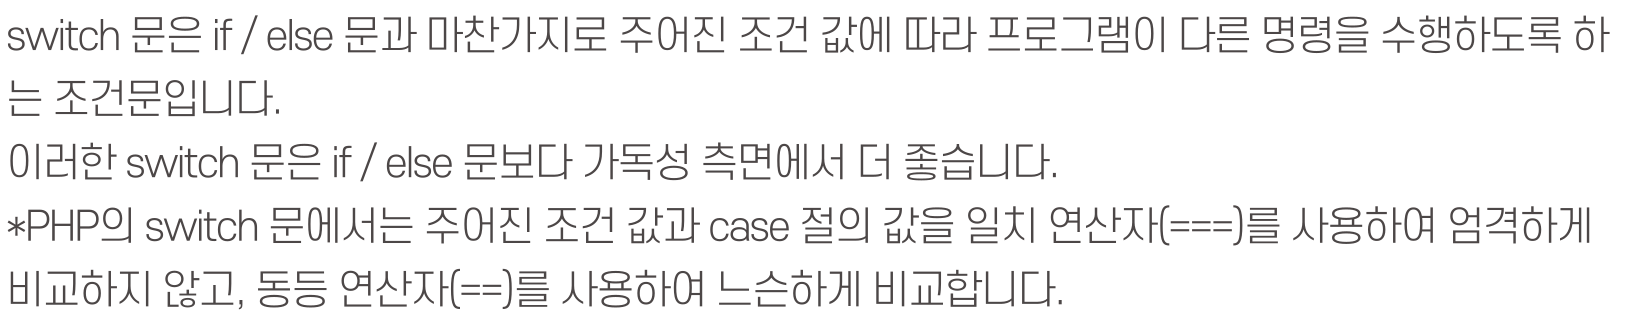 switch 문은 if / else 문과 마찬가지로 주어진 조건 값에 따라 프로그램이 다른 명령을 수행하도록 하
는 조건문입니다.
이러한 switch 문은 if / else 문보다 가독성 측면에서 더 좋습니다.
*PHP의 switch 문에서는 주어진 조건 값과 case 절의 값을 일치 연산자(===)를 사용하여 엄격하게
비교하지 않고, 동등 연산자(==)를 사용하여 느슨하게 비교합니다.